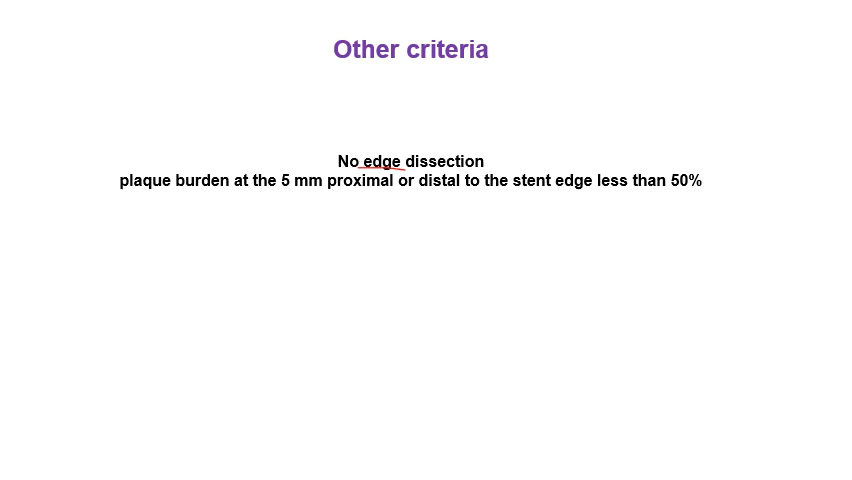 Other criteria
No edge dissection
plaque burden at the 5 mm proximal or distal to the stent edge less than 50%